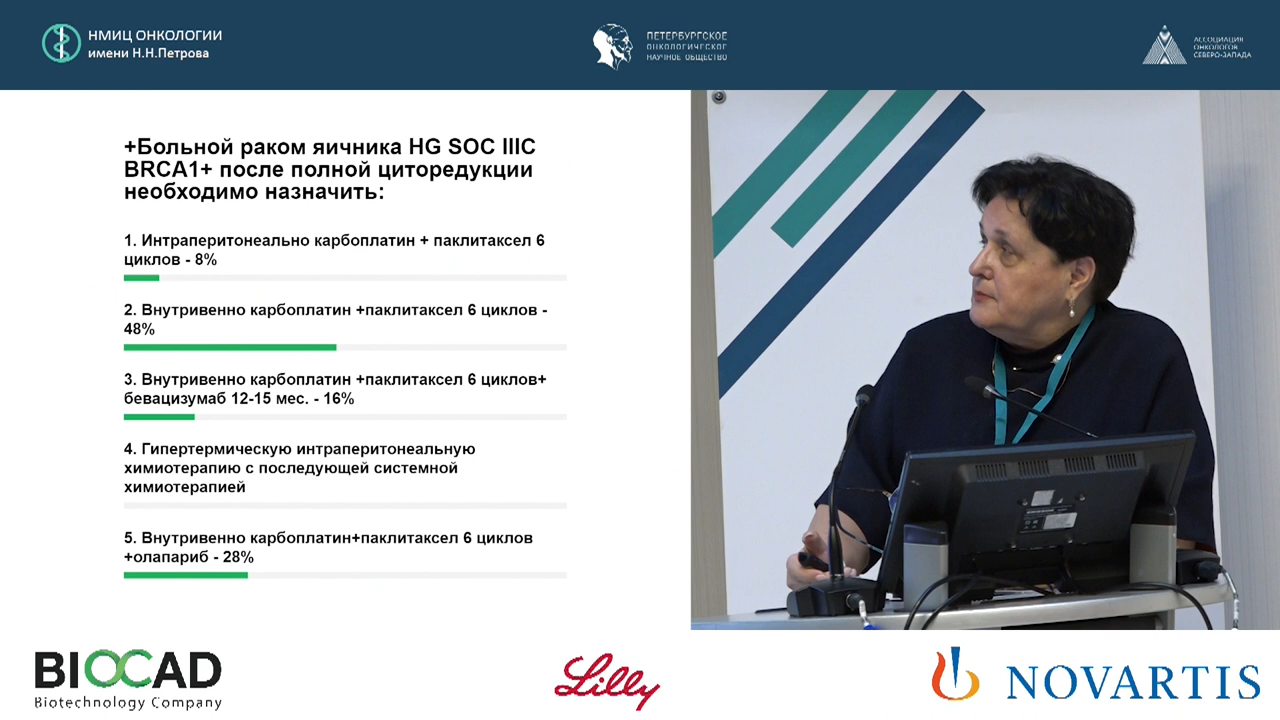 НМИЦ ОНКОЛОГИИ
имени Н.Н.Петрова
ПЕТЕРБУРГСКОЕ
ОНКОЛОГИЧЕСКОЕ
НАУЧНОЕ ОБЩЕСТВО
АССОЦИАЦИЯ
ОНКОЛОГОВ
СЕВЕРО-ЗАПАДА
+Больной раком яичника HG SOC IIIC
BRCA1+ после полной циторедукции
необходимо назначить:
1. Интраперитонеально карбоплатин + паклитаксел 6
циклов - 8%
2. Внутривенно карбоплатин +паклитаксел 6 циклов -
48%
3. Внутривенно карбоплатин +паклитаксел 6 циклов+
бевацизумаб 12-15 мес. - 16%
4. Гипертермическую интраперитонеальную
химиотерапию с последующей системной
химиотерапией
5. Внутривенно карбоплатин+паклитаксел 6 циклов
+олапариб - 28%
BIOCAD
Biotechnology Company
Lilly
NOVARTIS